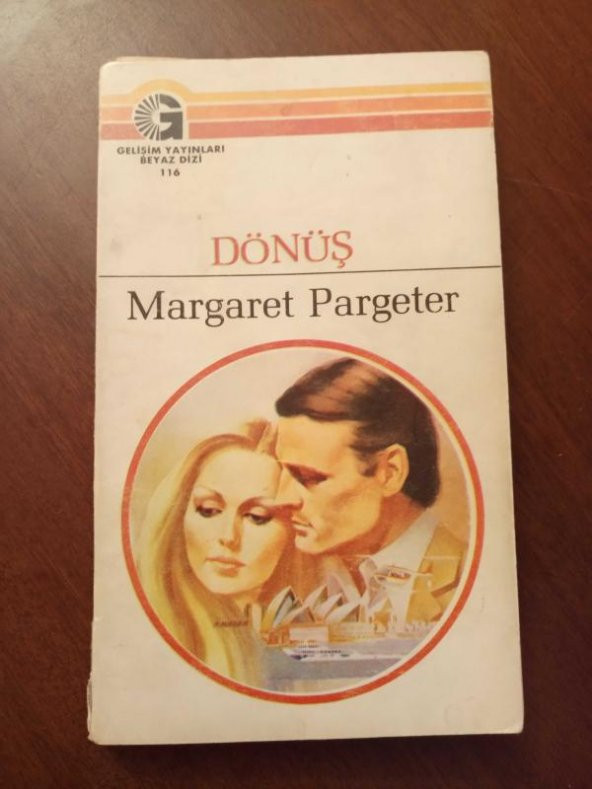 G
GELİŞİM YAYINLARI
BEYAZ DİZİ
116
DÖNÜŞ
Margaret Pargeter